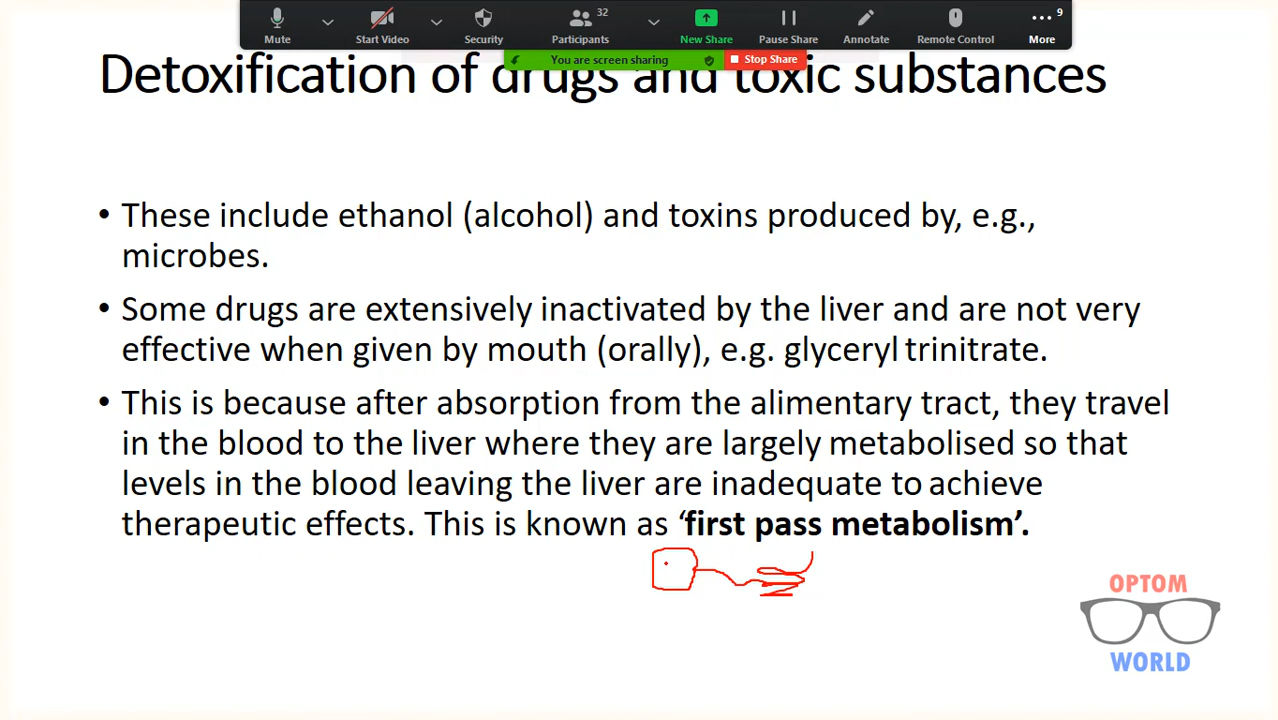 32
9
Mute
Start Video
Security
Participants
New Share
Pause Share
Annotate
Remote Control
More
You are screen sharing
Stop Share
Detoxification of drugs and toxic substances
• These include ethanol (alcohol) and toxins produced by, e.g.,
microbes.
• Some drugs are extensively inactivated by the liver and are not very
effective when given by mouth (orally), e.g. glyceryl trinitrate.
• This is because after absorption from the alimentary tract, they travel
in the blood to the liver where they are largely metabolised so that
levels in the blood leaving the liver are inadequate to achieve
therapeutic effects. This is known as ‘first pass metabolism’.
OPTOM
WORLD